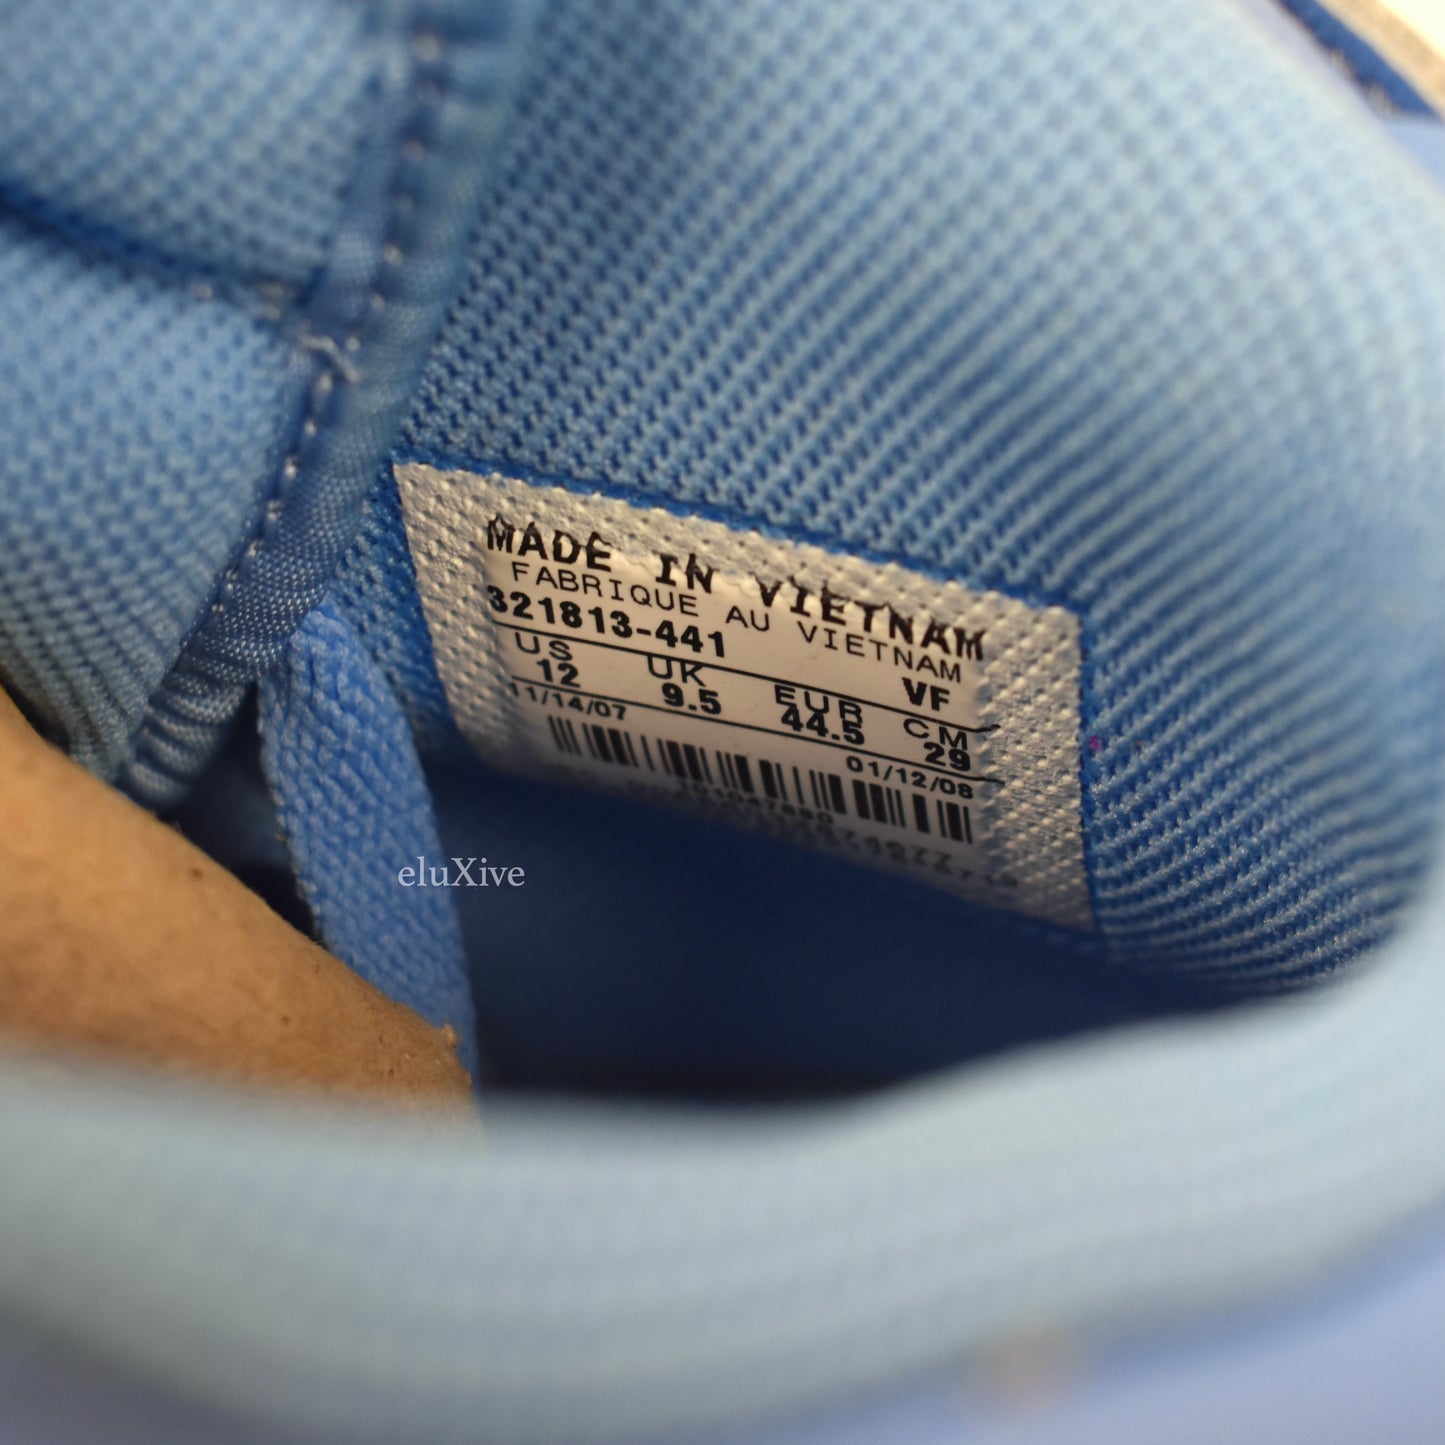 MADE IN VIETNAM
FABRIQUE AU VIETNAM
321813-441 VF
US UK EUR CM
12 9.5 44.5 29
11/14/07 01/12/08
eluXive